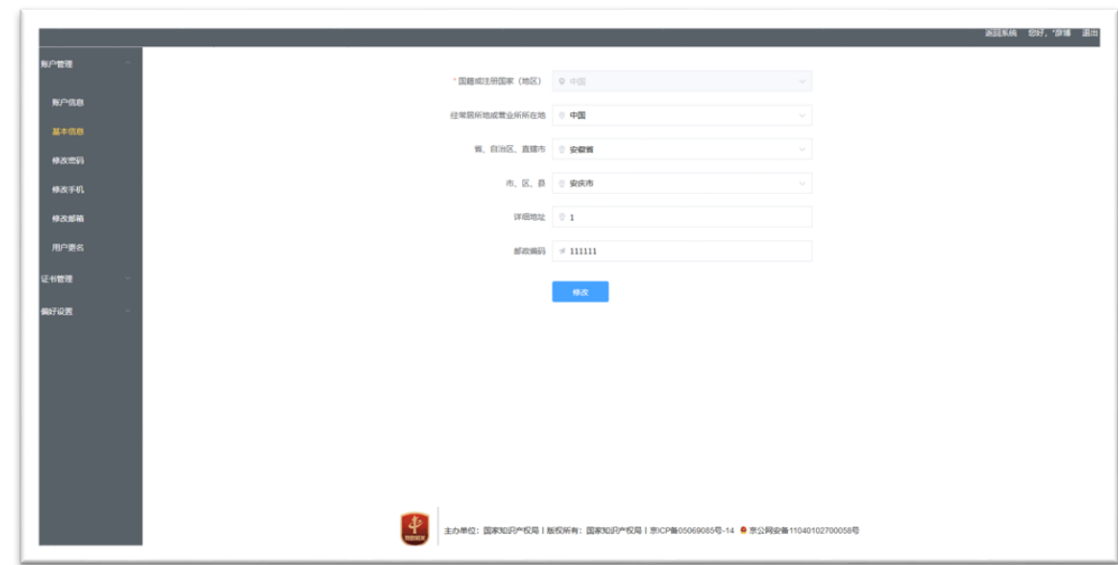 返回系统 您好，*彦臻 退出
账户管理
账户信息
基本信息
修改密码
修改手机
修改邮箱
用户更名
证书管理
偏好设置
*国籍或注册国家（地区） 中国
经常居所地或营业所所在地 中国
省、自治区、直辖市 安徽省
市、区、县 安庆市
详细地址 1
邮政编码 111111
修改
主办单位：国家知识产权局 | 版权所有：国家知识产权局 | 京ICP备05069085号-14 京公网安备11040102700058号